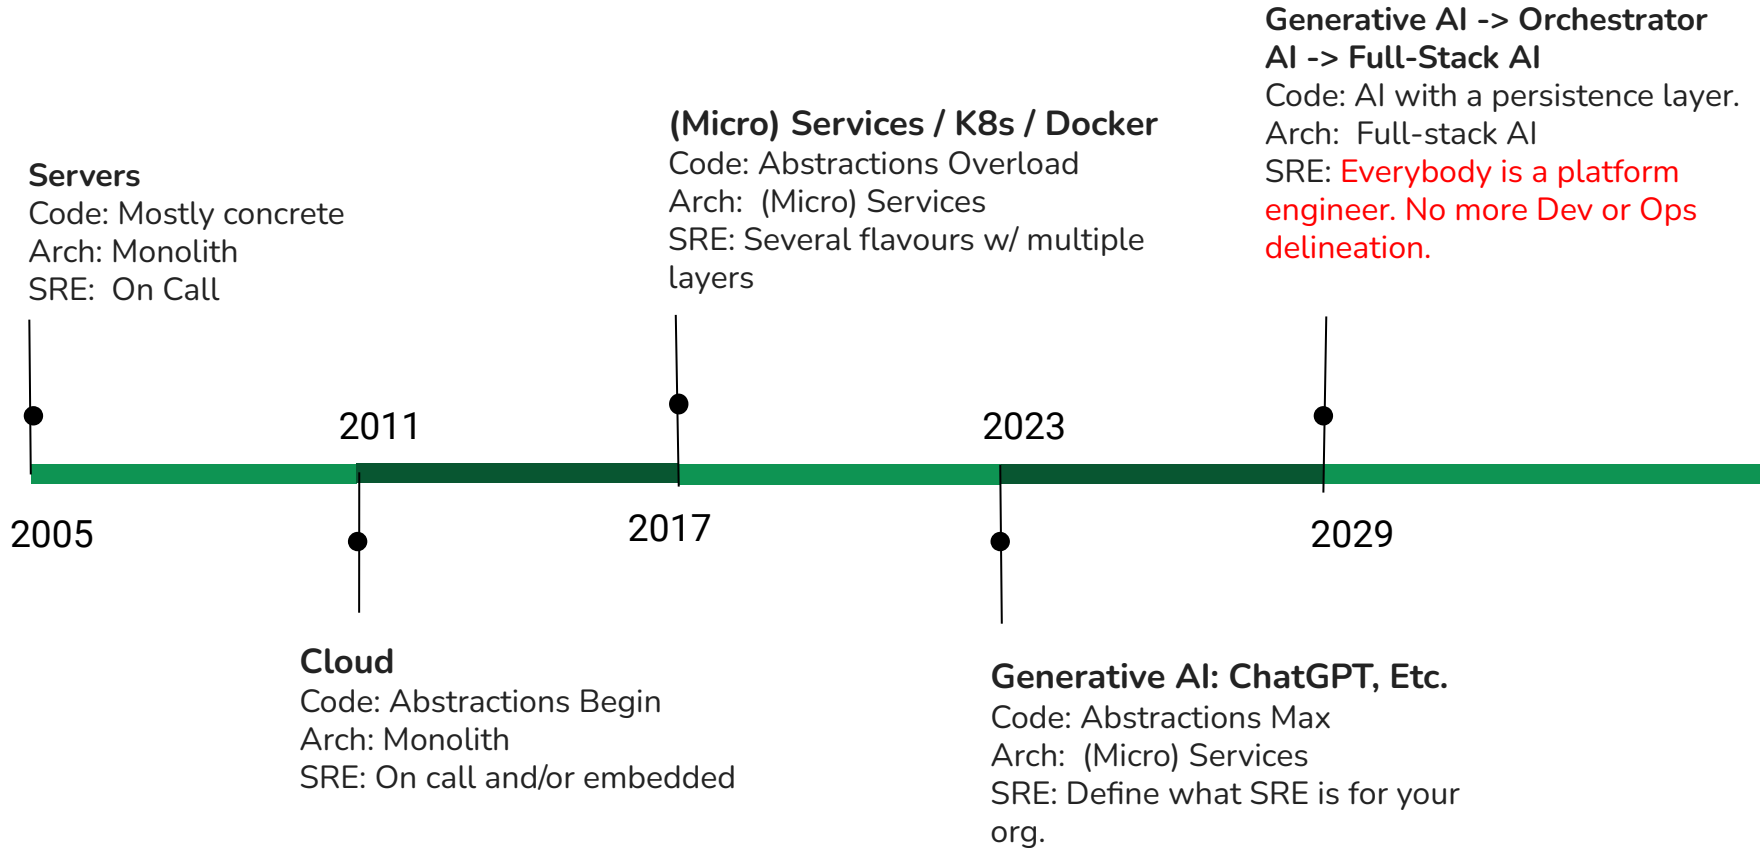 Servers
Code: Mostly concrete
Arch: Monolith
SRE:  On Call
2005
2011
Cloud
Code: Abstractions Begin
Arch: Monolith
SRE: On call and/or embedded
(Micro) Services / K8s / Docker
Code: Abstractions Overload
Arch:  (Micro) Services
SRE: Several flavours w/ multiple
layers
2017
2023
Generative AI: ChatGPT, Etc.
Code: Abstractions Max
Arch:  (Micro) Services
SRE: Define what SRE is for your
org.
Generative AI -> Orchestrator
AI -> Full-Stack AI
Code: AI with a persistence layer.
Arch:  Full-stack AI
SRE: Everybody is a platform
engineer. No more Dev or Ops
delineation.
2029